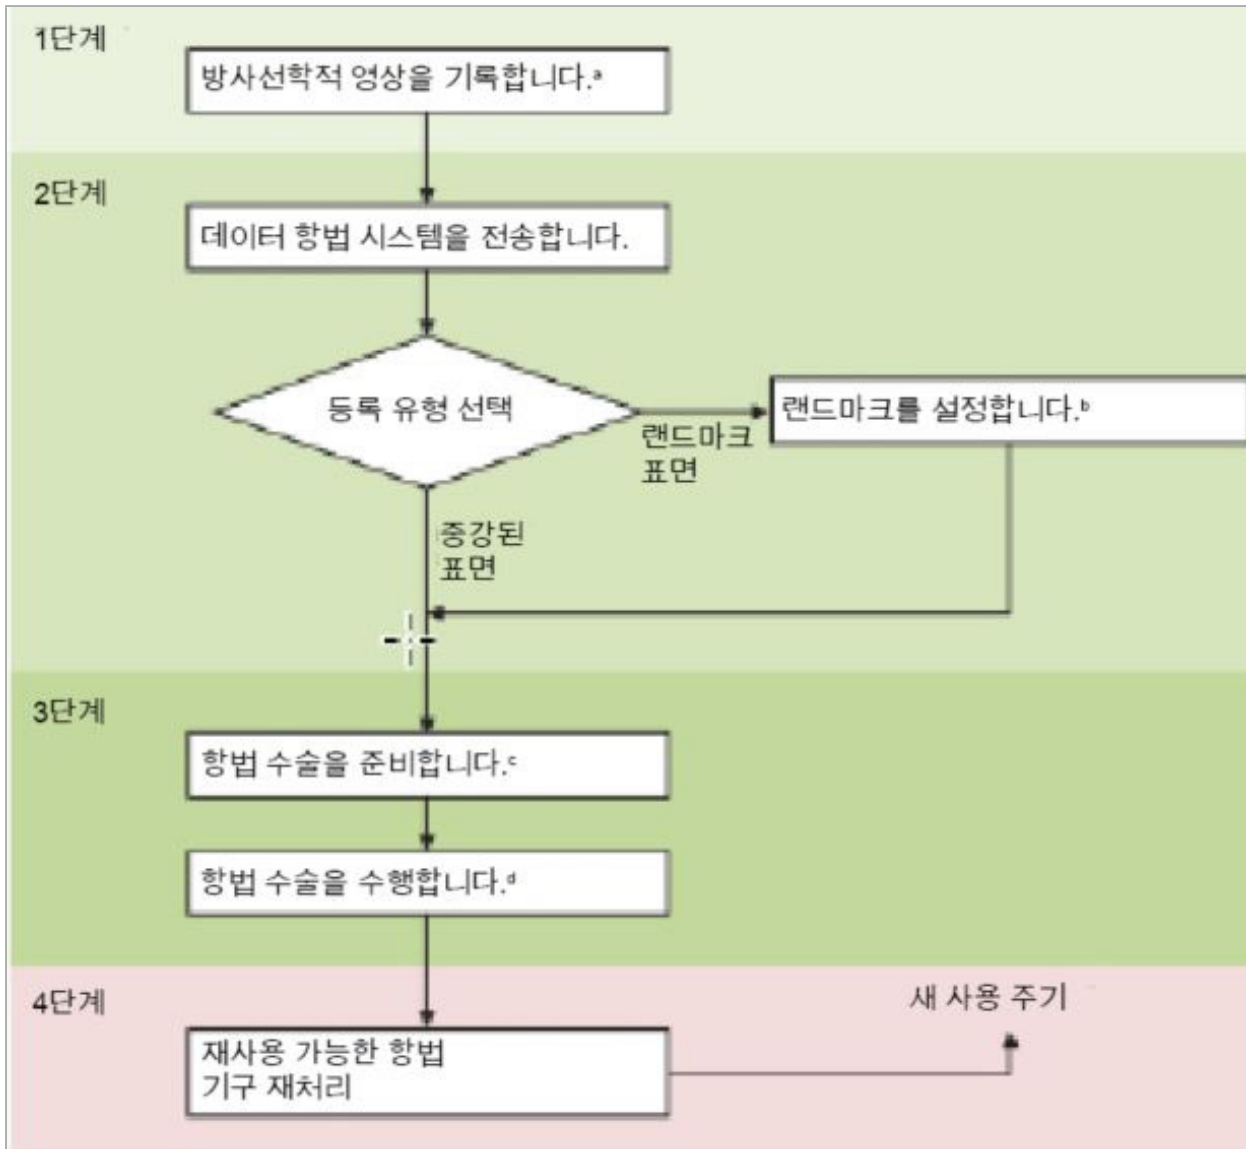 1단계
방사선학적 영상을 기록합니다.ᵃ
2단계
데이터 항법 시스템을 전송합니다.
등록 유형 선택
랜드마크
표면
랜드마크를 설정합니다.ᵇ
증강된
표면
3단계
항법 수술을 준비합니다.ᶜ
항법 수술을 수행합니다.ᵈ
4단계
새 사용 주기
재사용 가능한 항법
기구 재처리